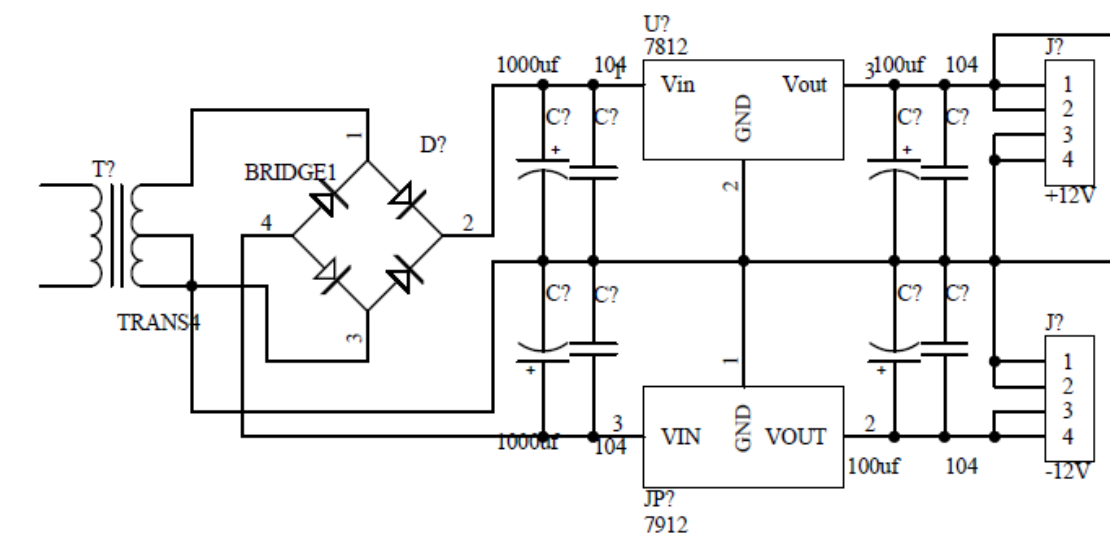 U?
7812
J?
1000uf
104
1
3
100uf
104
Vin
Vout
GND
1
2
3
4
C?
C?
C?
C?
D?
1
T?
BRIDGE1
2
+
+
+12V
4
2
C?
C?
C?
C?
TRANS4
3
J?
1
+
+
1
2
3
4
3
VIN
GND
VOUT
2
1000uf
104
100uf
104
-12V
JP?
7912